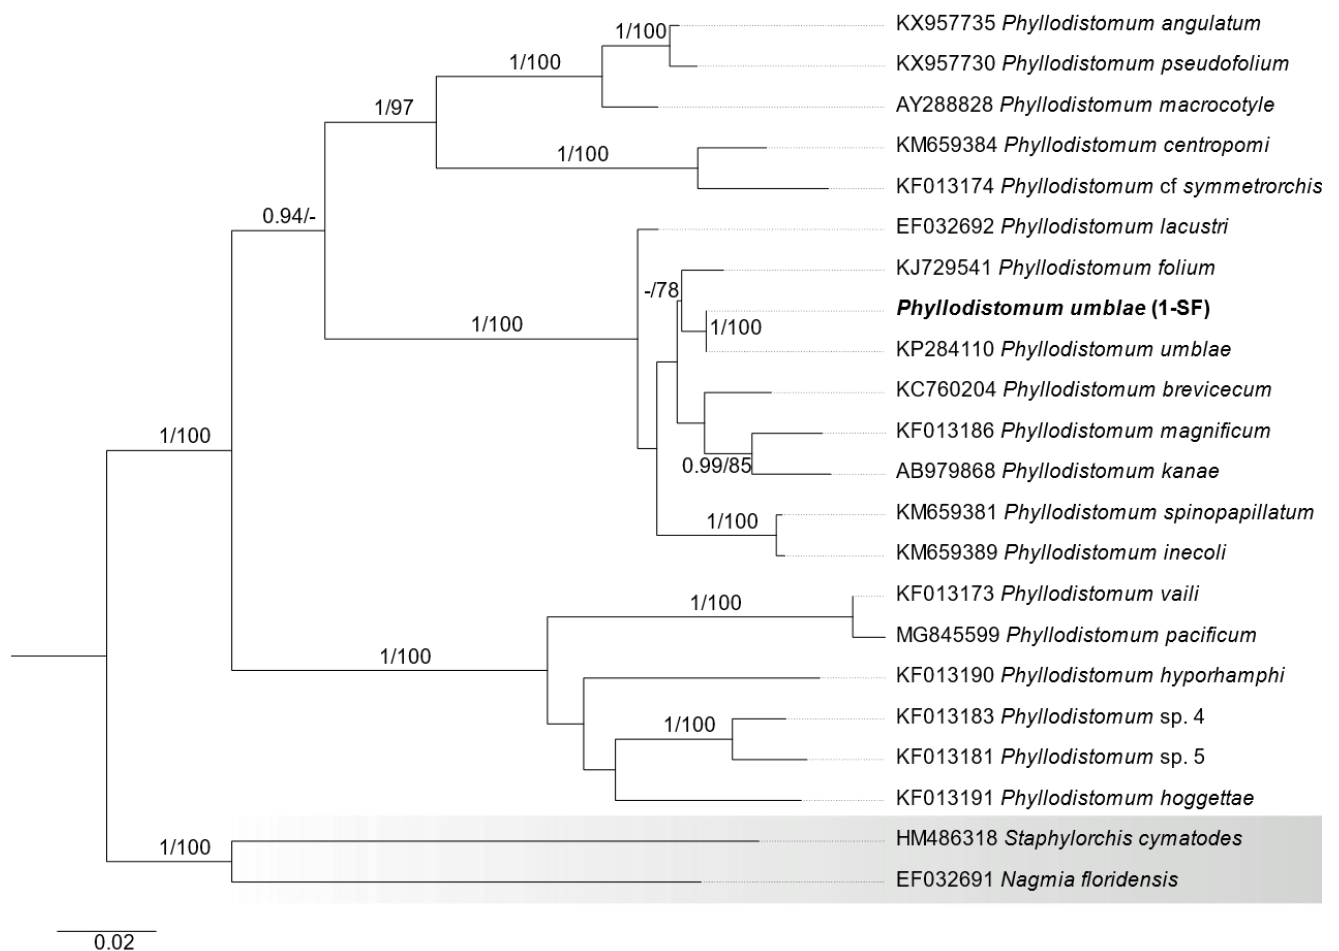 KX957735 Phyllodistomum angulatum
1/100
KX957730 Phyllodistomum pseudofolium
1/100
AY288828 Phyllodistomum macrocotyle
1/97
KM659384 Phyllodistomum centropomi
1/100
KF013174 Phyllodistomum cf symmetrorchis
0.94/-
EF032692 Phyllodistomum lacustri
KJ729541 Phyllodistomum folium
-/78
Phyllodistomum umblae (1-SF)
1/100
1/100
KP284110 Phyllodistomum umblae
KC760204 Phyllodistomum brevicecum
1/100
KF013186 Phyllodistomum magnificum
0.99/85
AB979868 Phyllodistomum kanae
KM659381 Phyllodistomum spinopapillatum
1/100
KM659389 Phyllodistomum inecoli
KF013173 Phyllodistomum vaili
1/100
MG845599 Phyllodistomum pacificum
1/100
KF013190 Phyllodistomum hyporhamphi
KF013183 Phyllodistomum sp. 4
1/100
KF013181 Phyllodistomum sp. 5
KF013191 Phyllodistomum hoggettae
HM486318 Staphylorchis cymatodes
1/100
EF032691 Nagmia floridensis
0.02